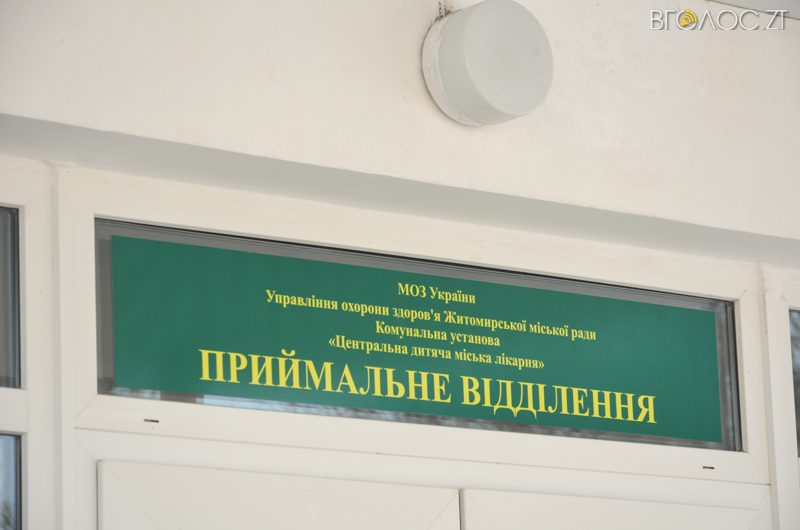 ВГОЛОС.ZT
МОЗ України
Управління охорони здоров'я Житомирської міської ради
Комунальна установа
«Центральна дитяча міська лікарня»
ПРИЙМАЛЬНЕ ВІДДІЛЕННЯ